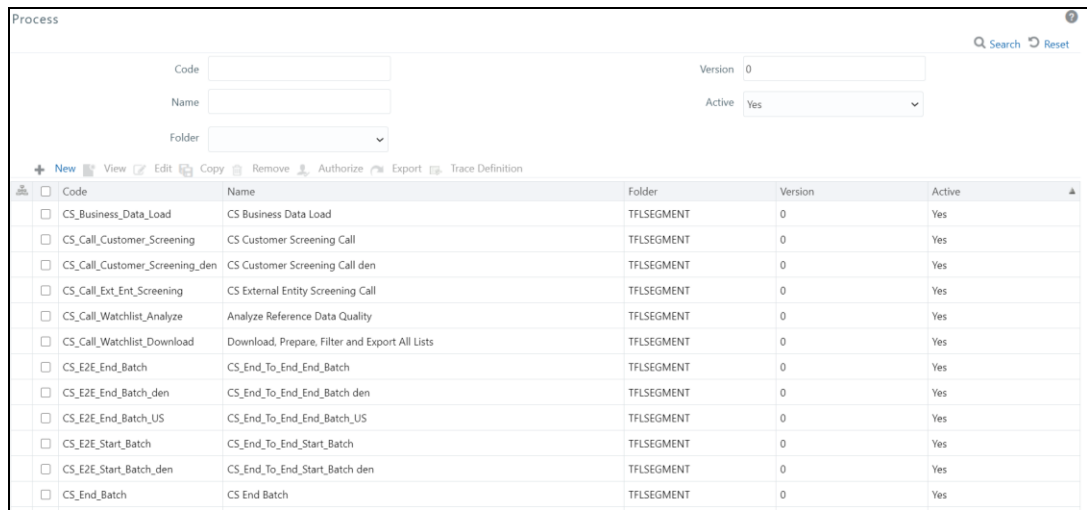 Process
Search Reset
Code Version 0
Name Active Yes
Folder
New View Edit Copy Remove Authorize Export Trace Definition
Code Name Folder Version Active
CS_Business_Data_Load CS Business Data Load TFLSEGMENT 0 Yes
CS_Call_Customer_Screening CS Customer Screening Call TFLSEGMENT 0 Yes
CS_Call_Customer_Screening_den CS Customer Screening Call den TFLSEGMENT 0 Yes
CS_Call_Ext_Ent_Screening CS External Entity Screening Call TFLSEGMENT 0 Yes
CS_Call_Watchlist_Analyze Analyze Reference Data Quality TFLSEGMENT 0 Yes
CS_Call_Watchlist_Download Download, Prepare, Filter and Export All Lists TFLSEGMENT 0 Yes
CS_E2E_End_Batch CS_End_To_End_End_Batch TFLSEGMENT 0 Yes
CS_E2E_End_Batch_den CS_End_To_End_End_Batch den TFLSEGMENT 0 Yes
CS_E2E_End_Batch_US CS_End_To_End_End_Batch_US TFLSEGMENT 0 Yes
CS_E2E_Start_Batch CS_End_To_End_Start_Batch TFLSEGMENT 0 Yes
CS_E2E_Start_Batch_den CS_End_To_End_Start_Batch den TFLSEGMENT 0 Yes
CS_End_Batch CS End Batch TFLSEGMENT 0 Yes